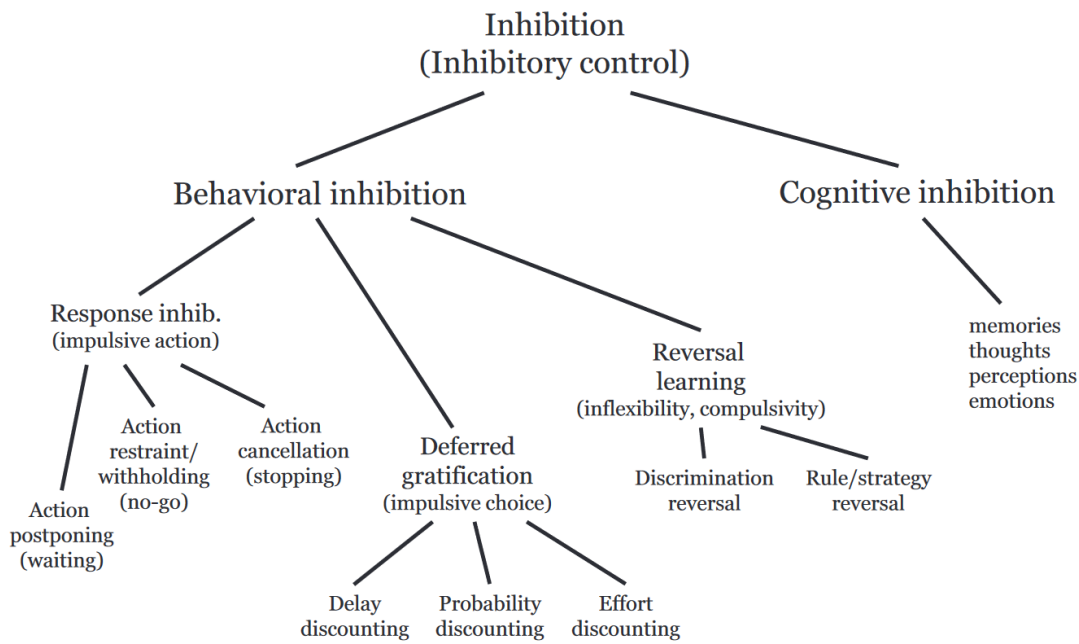 Inhibition
(Inhibitory control)
Behavioral inhibition
Cognitive inhibition
Response inhib.
(impulsive action)
Action
postponing
(waiting)
Action
restraint/
withholding
(no-go)
Action
cancellation
(stopping)
Deferred
gratification
(impulsive choice)
Delay
discounting
Probability
discounting
Effort
discounting
Reversal
learning
(inflexibility, compulsivity)
Discrimination
reversal
Rule/strategy
reversal
memories
thoughts
perceptions
emotions